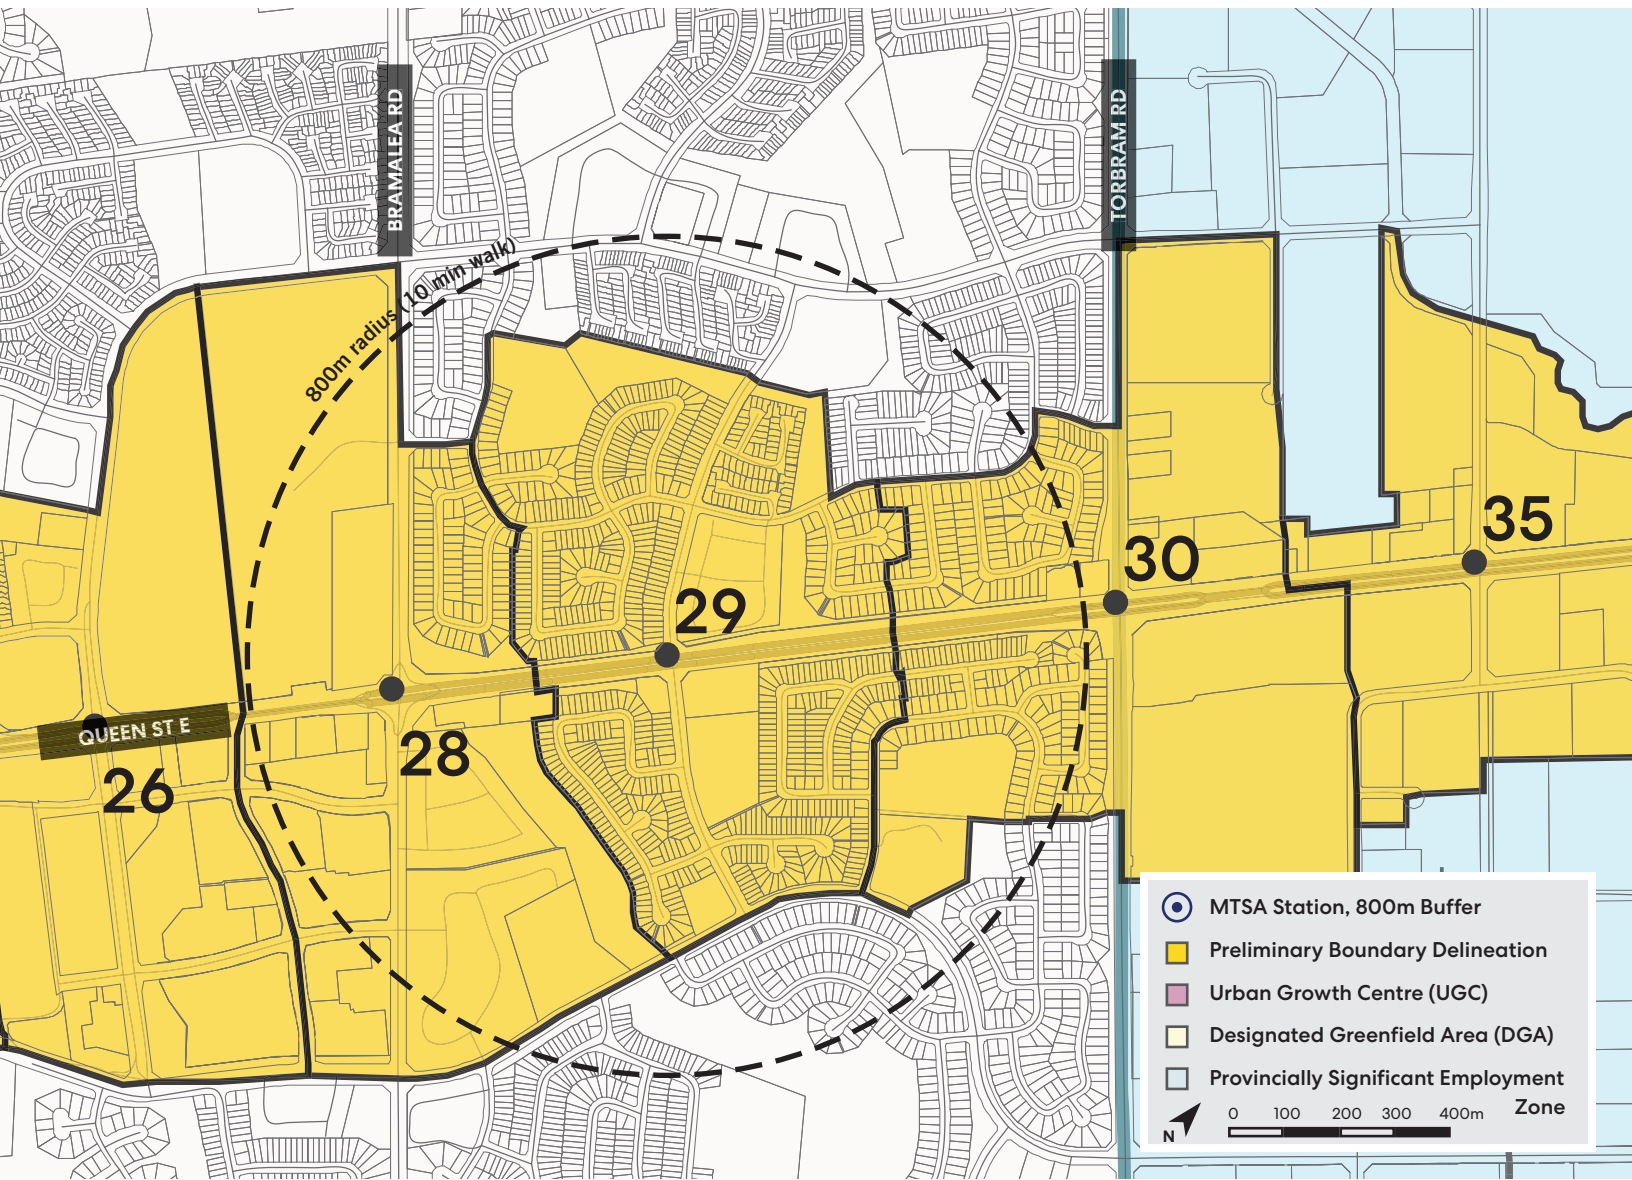 BRAMALEA RD
TORBRAM RD
800m radius (10 min walk)
35
30
29
QUEEN ST E
28
26
MTSA Station, 800m Buffer
Preliminary Boundary Delineation
Urban Growth Centre (UGC)
Designated Greenfield Area (DGA)
Provincially Significant Employment
Zone
N
0 100 200 300 400m